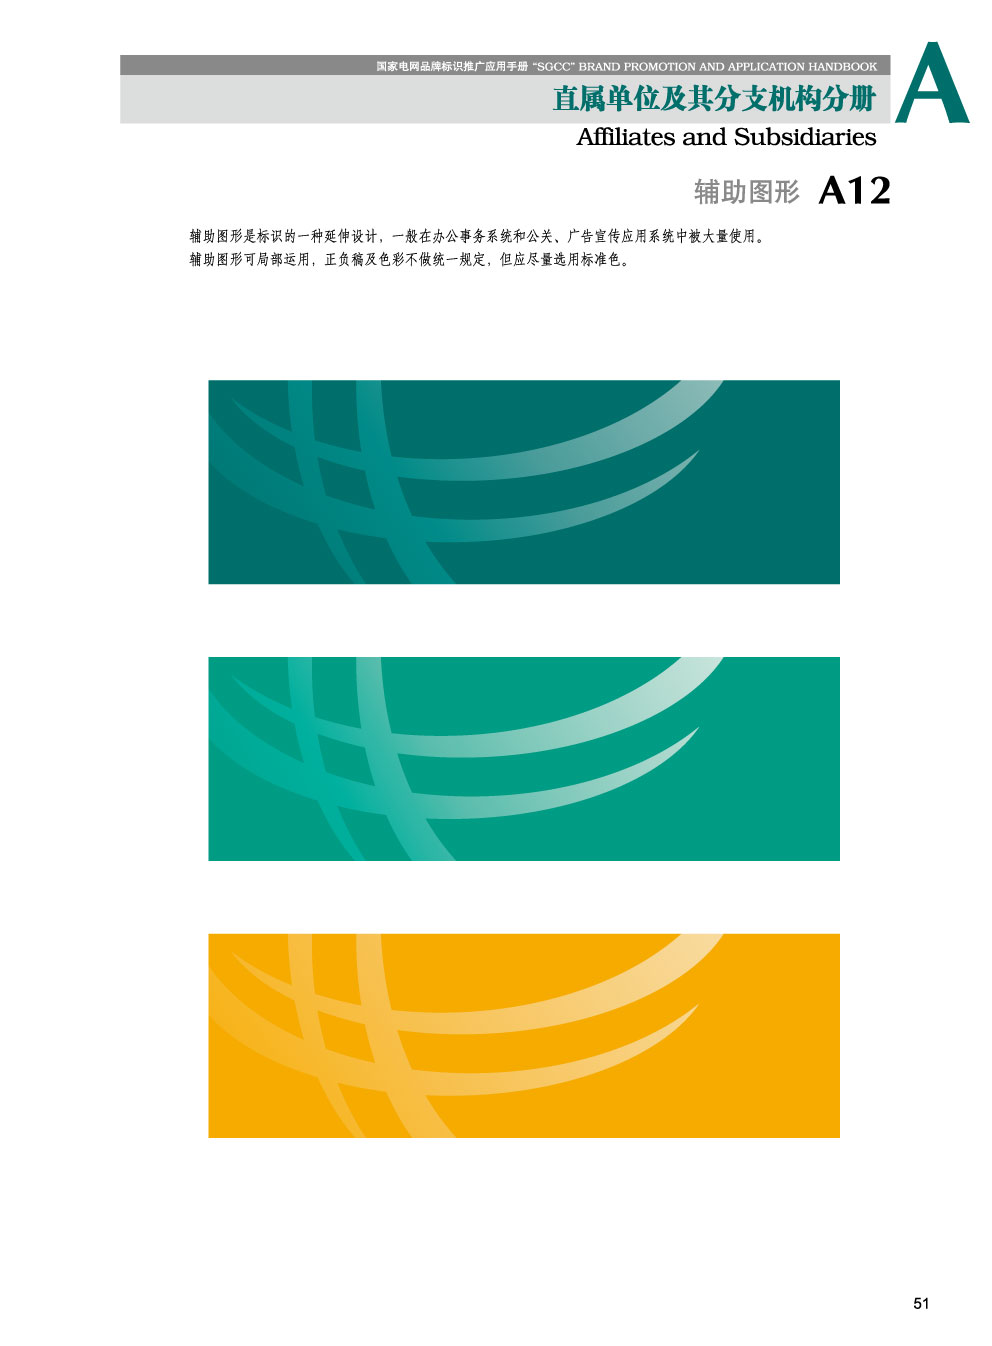 国家电网品牌标识推广应用手册 “SGCC” BRAND PROMOTION AND APPLICATION HANDBOOK
A
直属单位及其分支机构分册
Affiliates and Subsidiaries
辅助图形 A12
辅助图形是标识的一种延伸设计，一般在办公事务系统和公关、广告宣传应用系统中被大量使用。
辅助图形可局部运用，正负稿及色彩不做统一规定，但应尽量选用标准色。
51